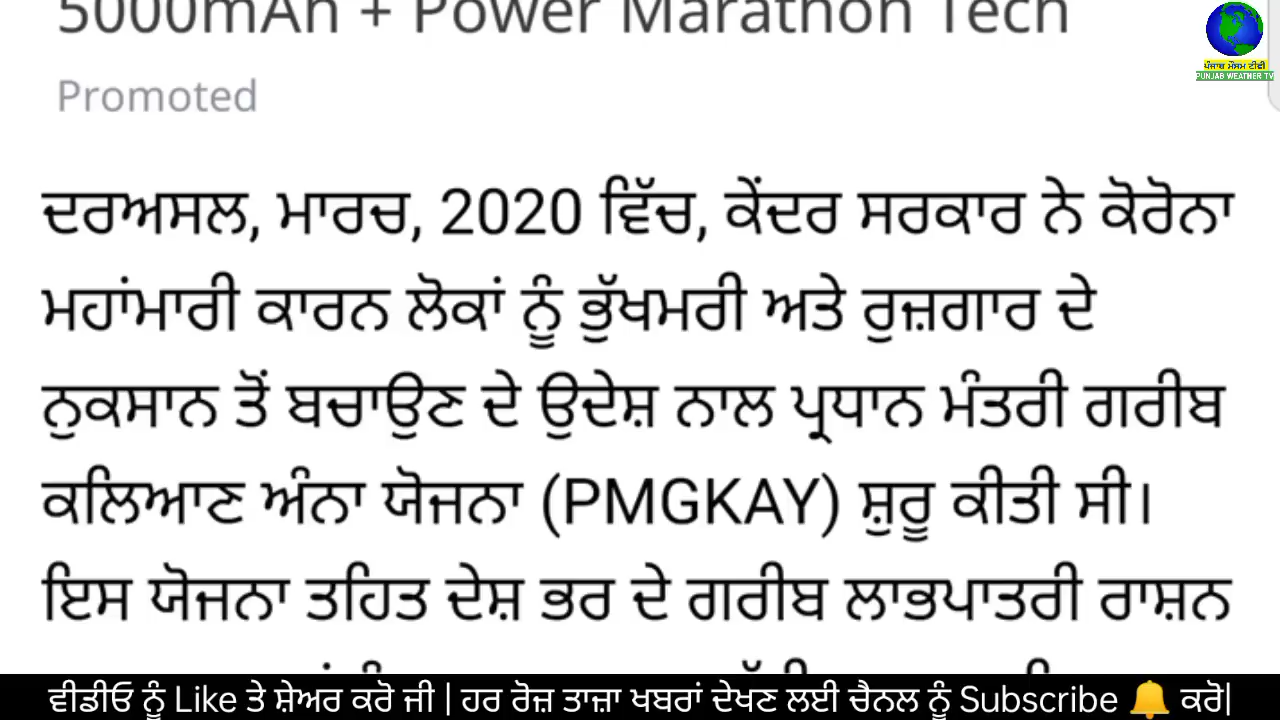 5000mAh + Power Marathon Tech
ਪੰਜਾਬ ਮੌਸਮ ਟੀਵੀ
PUNJAB WEATHER TV
Promoted
ਦਰਅਸਲ, ਮਾਰਚ, 2020 ਵਿੱਚ, ਕੇਂਦਰ ਸਰਕਾਰ ਨੇ ਕੋਰੋਨਾ
ਮਹਾਂਮਾਰੀ ਕਾਰਨ ਲੋਕਾਂ ਨੂੰ ਭੁੱਖਮਰੀ ਅਤੇ ਰੁਜ਼ਗਾਰ ਦੇ
ਨੁਕਸਾਨ ਤੋਂ ਬਚਾਉਣ ਦੇ ਉਦੇਸ਼ ਨਾਲ ਪ੍ਰਧਾਨ ਮੰਤਰੀ ਗਰੀਬ
ਕਲਿਆਣ ਅੰਨਾ ਯੋਜਨਾ (PMGKAY) ਸ਼ੁਰੂ ਕੀਤੀ ਸੀ।
ਇਸ ਯੋਜਨਾ ਤਹਿਤ ਦੇਸ਼ ਭਰ ਦੇ ਗਰੀਬ ਲਾਭਪਾਤਰੀ ਰਾਸ਼ਨ
ਵੀਡੀਓ ਨੂੰ Like ਤੇ ਸ਼ੇਅਰ ਕਰੋ ਜੀ | ਹਰ ਰੋਜ਼ ਤਾਜ਼ਾ ਖਬਰਾਂ ਦੇਖਣ ਲਈ ਚੈਨਲ ਨੂੰ Subscribe 🔔 ਕਰੋ|